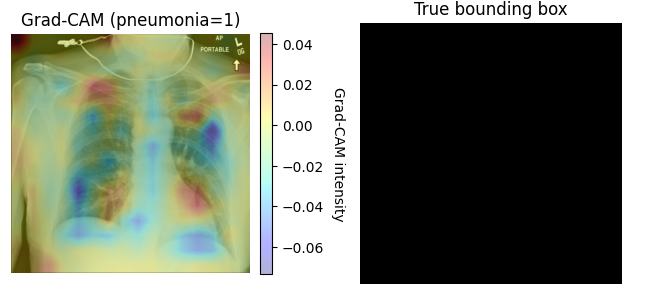 Grad-CAM (pneumonia=1)
True bounding box
AP
PORTABLE
L
DG
0.04
0.02
0.00
−0.02
−0.04
−0.06
Grad-CAM intensity